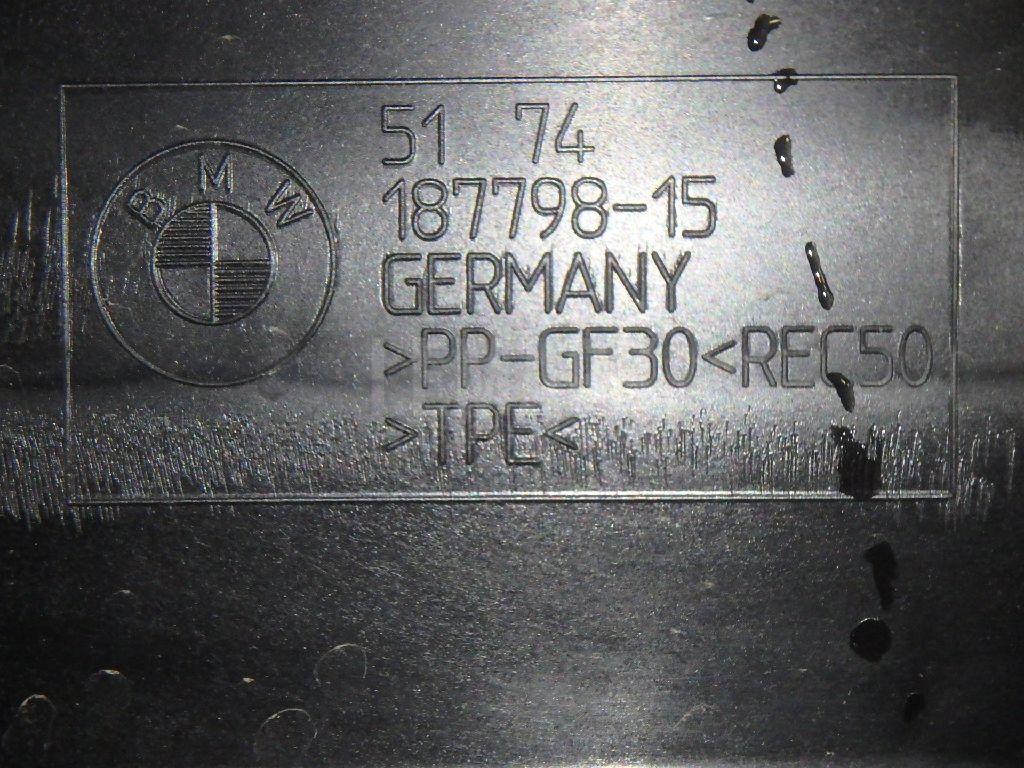 BMW
51 74
187798-15
GERMANY
>PP-GF30<REC50
>TPE<